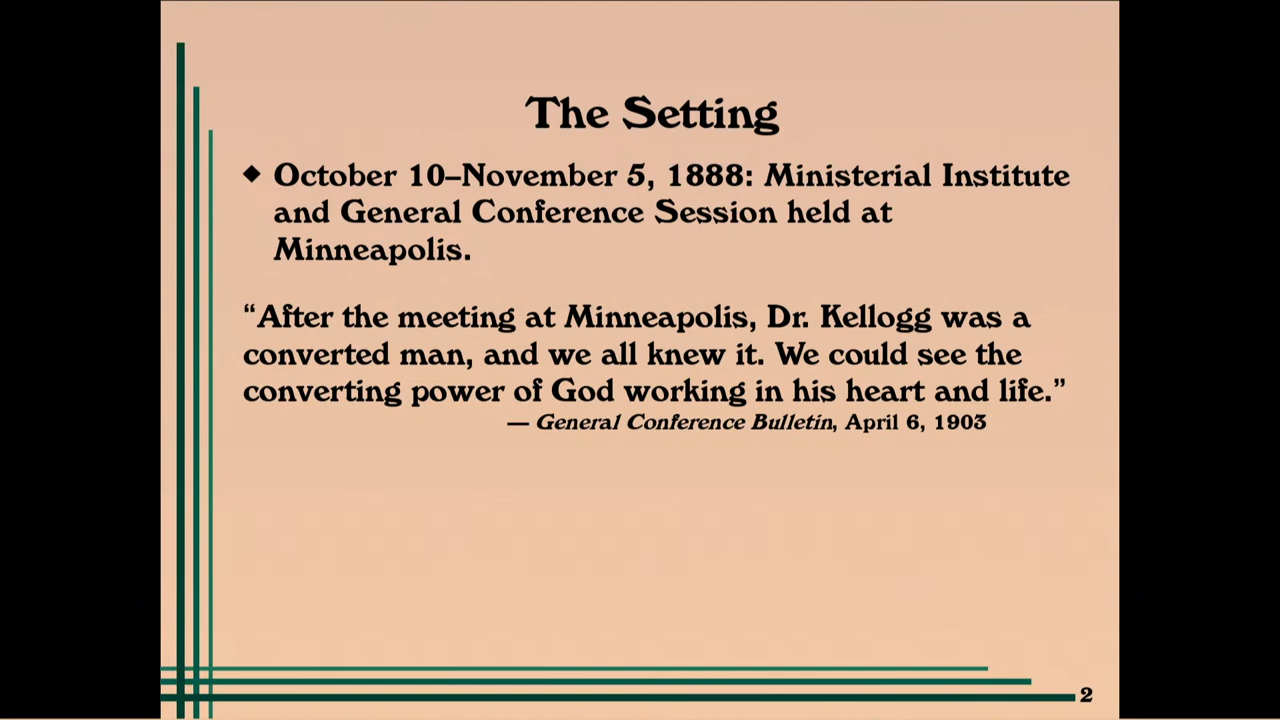 The Setting
◆ October 10–November 5, 1888: Ministerial Institute
and General Conference Session held at
Minneapolis.
“After the meeting at Minneapolis, Dr. Kellogg was a
converted man, and we all knew it. We could see the
converting power of God working in his heart and life.”
— General Conference Bulletin, April 6, 1903
2